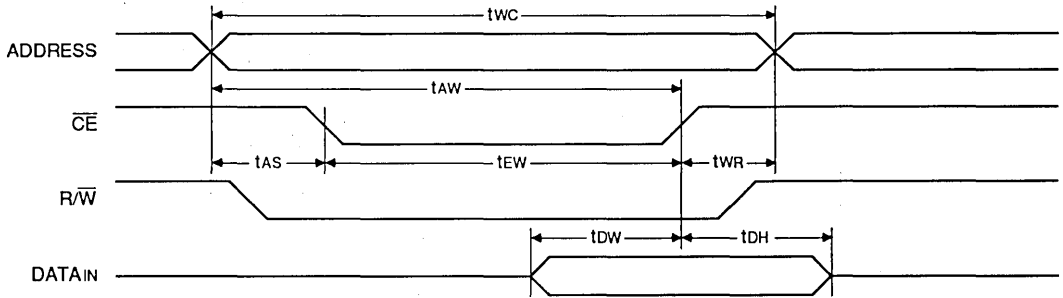 tWC
ADDRESS
tAW
CE
tAS
tEW
tWR
R/W
tDW
tDH
DATAIN